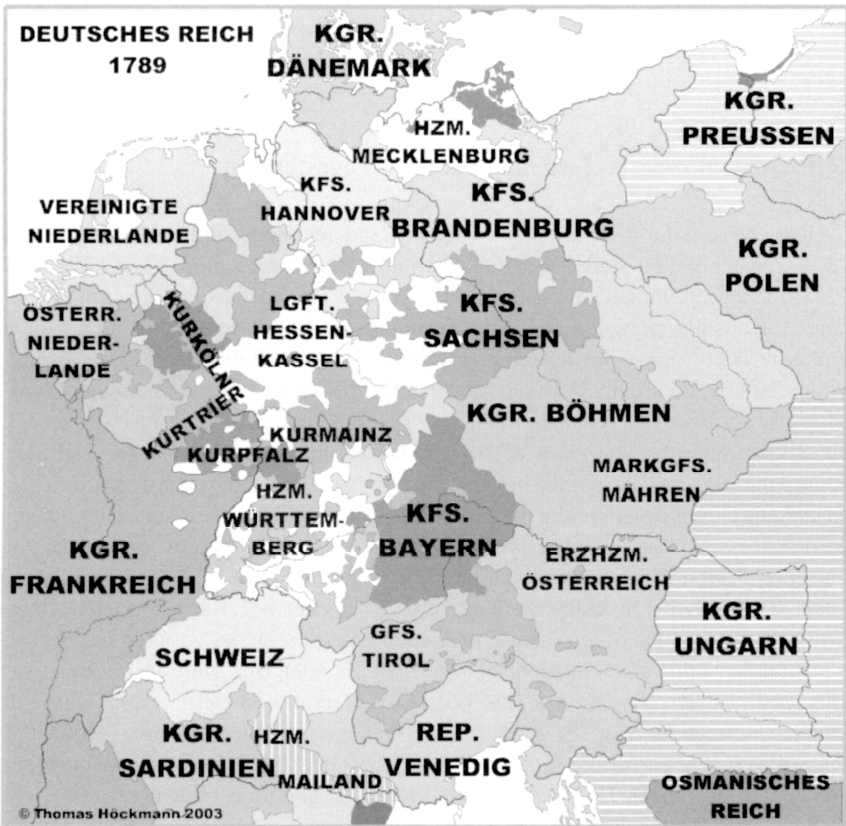 DEUTSCHES REICH
1789
KGR.
DÄNEMARK
KGR.
PREUSSEN
HZM.
MECKLENBURG
KFS.
HANNOVER
KFS.
BRANDENBURG
VEREINIGTE
NIEDERLANDE
KGR.
POLEN
ÖSTERR.
NIEDER-
LANDE
KURKÖLN
LGFT.
HESSEN-
KASSEL
KFS.
SACHSEN
KURTRIER
KURMAINZ
KURPFALZ
KGR. BÖHMEN
MARKGFS.
MÄHREN
HZM.
WÜRTTEM-
BERG
KFS.
BAYERN
KGR.
FRANKREICH
ERZHZM.
ÖSTERREICH
KGR.
UNGARN
SCHWEIZ
GFS.
TIROL
KGR.
SARDINIEN
HZM.
MAILAND
REP.
VENEDIG
OSMANISCHES
REICH
© Thomas Höckmann 2003